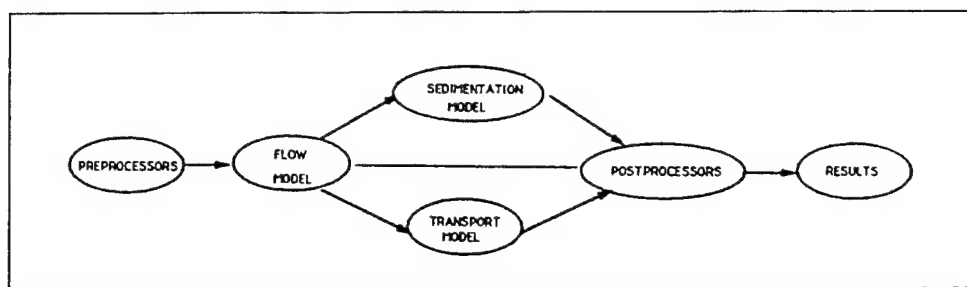 SEDIMENTATION
MODEL
PREPROCESSORS
FLOW
MODEL
POSTPROCESSORS
RESULTS
TRANSPORT
MODEL